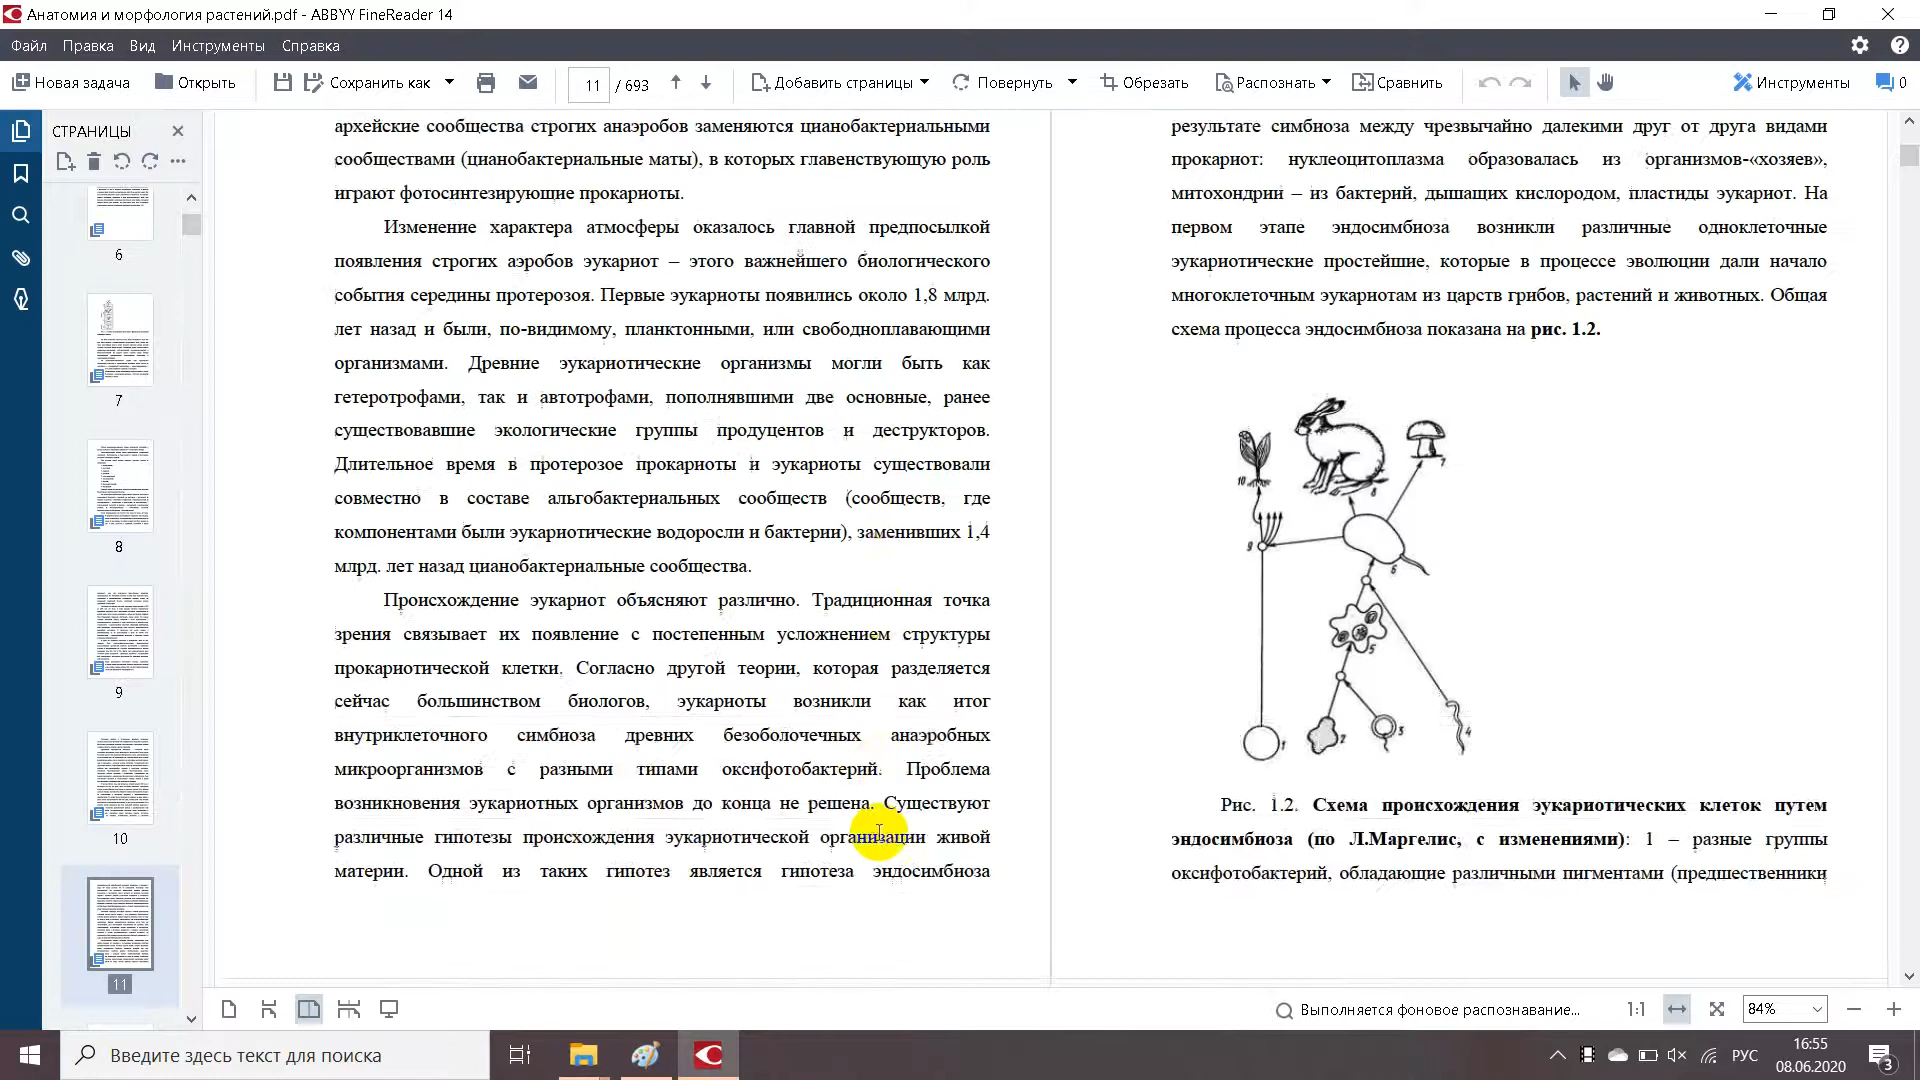 Анатомия и морфология растений.pdf - ABBYY FineReader 14
Файл Правка Вид Инструменты Справка
Новая задача Открыть Сохранить как 11 / 693 Добавить страницы Повернуть Обрезать Распознать Сравнить Инструменты 0
СТРАНИЦЫ
6
7
8
9
10
11
архейские сообщества строгих анаэробов заменяются цианобактериальными
сообществами (цианобактериальные маты), в которых главенствующую роль
играют фотосинтезирующие прокариоты.
Изменение характера атмосферы оказалось главной предпосылкой
появления строгих аэробов эукариот – этого важнейшего биологического
события середины протерозоя. Первые эукариоты появились около 1,8 млрд.
лет назад и были, по-видимому, планктонными, или свободноплавающими
организмами. Древние эукариотические организмы могли быть как
гетеротрофами, так и автотрофами, пополнявшими две основные, ранее
существовавшие экологические группы продуцентов и деструкторов.
Длительное время в протерозое прокариоты и эукариоты существовали
совместно в составе альгобактериальных сообществ (сообществ, где
компонентами были эукариотические водоросли и бактерии), заменивших 1,4
млрд. лет назад цианобактериальные сообщества.
Происхождение эукариот объясняют различно. Традиционная точка
зрения связывает их появление с постепенным усложнением структуры
прокариотической клетки. Согласно другой теории, которая разделяется
сейчас большинством биологов, эукариоты возникли как итог
внутриклеточного симбиоза древних безоболочечных анаэробных
микроорганизмов с разными типами оксифотобактерий. Проблема
возникновения эукариотных организмов до конца не решена. Существуют
различные гипотезы происхождения эукариотической организации живой
материи. Одной из таких гипотез является гипотеза эндосимбиоза
результате симбиоза между чрезвычайно далекими друг от друга видами
прокариот: нуклеоцитоплазма образовалась из организмов-«хозяев»,
митохондрии – из бактерий, дышащих кислородом, пластиды эукариот. На
первом этапе эндосимбиоза возникли различные одноклеточные
эукариотические простейшие, которые в процессе эволюции дали начало
многоклеточным эукариотам из царств грибов, растений и животных. Общая
схема процесса эндосимбиоза показана на рис. 1.2.
10 8 7
9 6
5
1 2 3 4
Рис. 1.2. Схема происхождения эукариотических клеток путем
эндосимбиоза (по Л.Маргелис, с изменениями): 1 – разные группы
оксифотобактерий, обладающие различными пигментами (предшественники
Выполняется фоновое распознавание... 1:1 84%
Введите здесь текст для поиска
РУС
16:55
08.06.2020
3